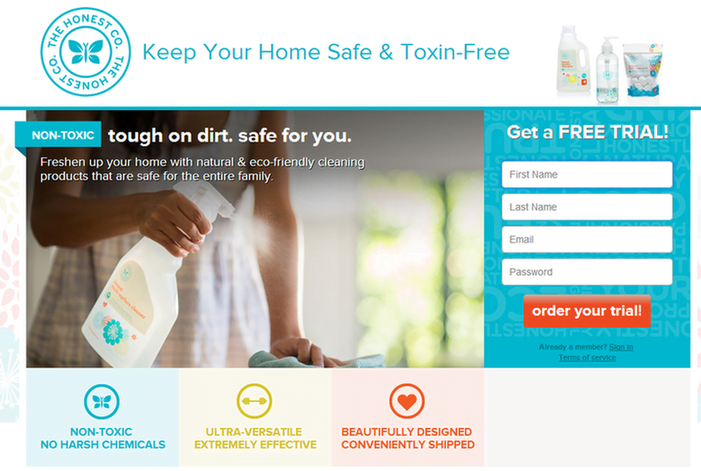 THE HONEST CO. THE HONEST CO.
Keep Your Home Safe & Toxin-Free
NON-TOXIC
tough on dirt. safe for you.
Freshen up your home with natural & eco-friendly cleaning
products that are safe for the entire family.
Get a FREE TRIAL!
First Name
Last Name
Email
Password
order your trial!
Already a member? Sign in
Terms of service
NON-TOXIC
NO HARSH CHEMICALS
ULTRA-VERSATILE
EXTREMELY EFFECTIVE
BEAUTIFULLY DESIGNED
CONVENIENTLY SHIPPED